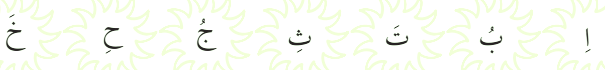 اِ بُ تَ ثِ جُ حِ خَ